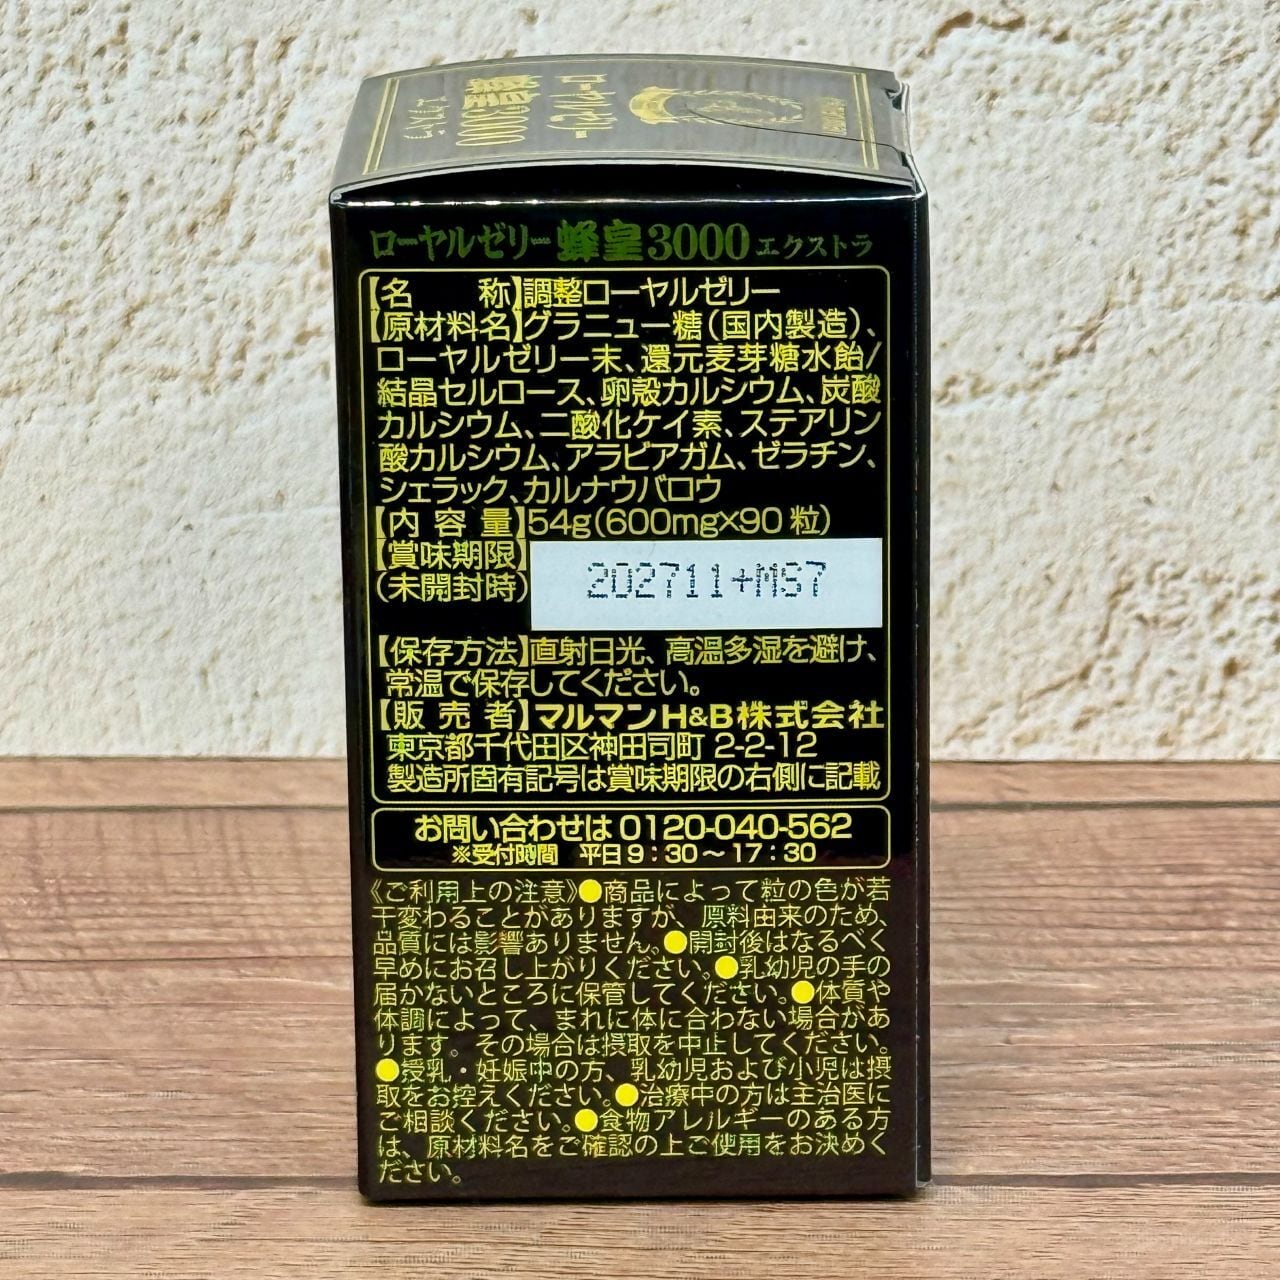 ローヤルゼリー
蜂皇3000
エクストラ
ローヤルゼリー蜂皇3000エクストラ
【名　称】調整ローヤルゼリー
【原材料名】グラニュー糖(国内製造)、
ローヤルゼリー末、還元麦芽糖水飴/
結晶セルロース、卵殻カルシウム、炭酸
カルシウム、二酸化ケイ素、ステアリン
酸カルシウム、アラビアガム、ゼラチン、
シェラック、カルナウバロウ
【内容量】54g(600mg×90粒)
【賞味期限】
(未開封時) 202711+MS7
【保存方法】直射日光、高温多湿を避け、
常温で保存してください。
【販売者】マルマンH&B株式会社
東京都千代田区神田司町 2-2-12
製造所固有記号は賞味期限の右側に記載
お問い合わせは 0120-040-562
※受付時間　平日9：30～17：30
《ご利用上の注意》●商品によって粒の色が若
干変わることがありますが、原料由来のため、
品質には影響ありません。●開封後はなるべく
早めにお召し上がりください。●乳幼児の手の
届かないところに保管してください。●体質や
体調によって、まれに体に合わない場合があ
ります。その場合は摂取を中止してください。
●授乳・妊娠中の方、乳幼児および小児は摂
取をお控えください。●治療中の方は主治医に
ご相談ください。●食物アレルギーのある方
は、原材料名をご確認の上ご使用をお決めく
ださい。